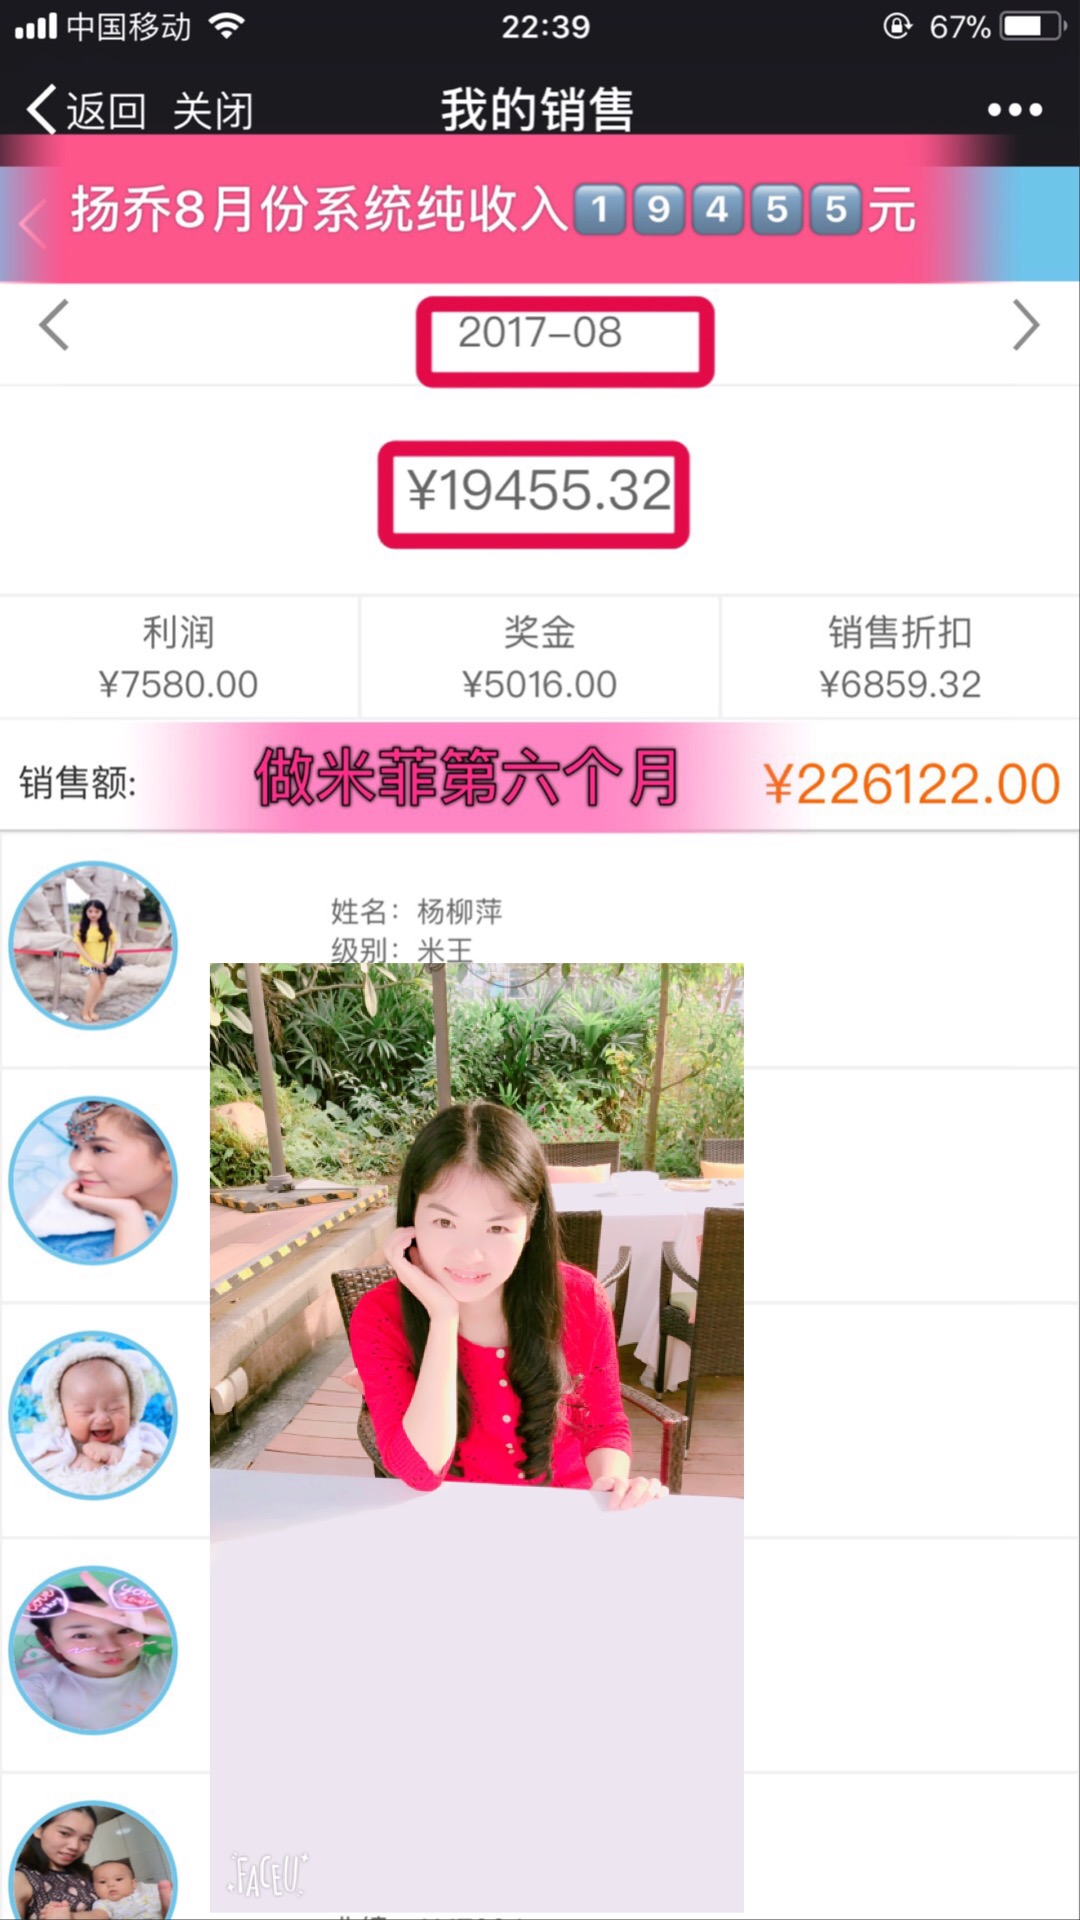 中国移动 22:39 67%
返回 关闭 我的销售
扬乔8月份系统纯收入19455元
2017-08
¥19455.32
利润 奖金 销售折扣
¥7580.00 ¥5016.00 ¥6859.32
销售额: 做米菲第六个月 ¥226122.00
姓名：杨柳萍
级别：米王
FACEU